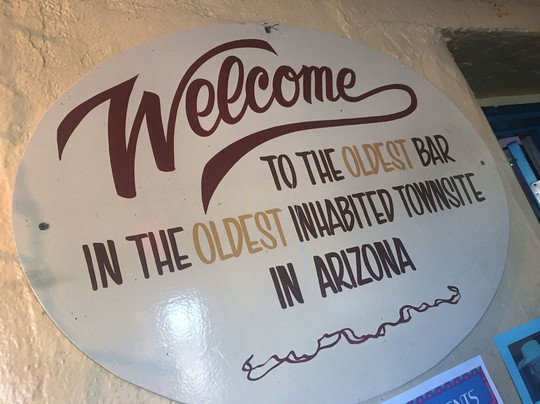 Welcome
TO THE OLDEST BAR
IN THE OLDEST INHABITED TOWNSITE
IN ARIZONA